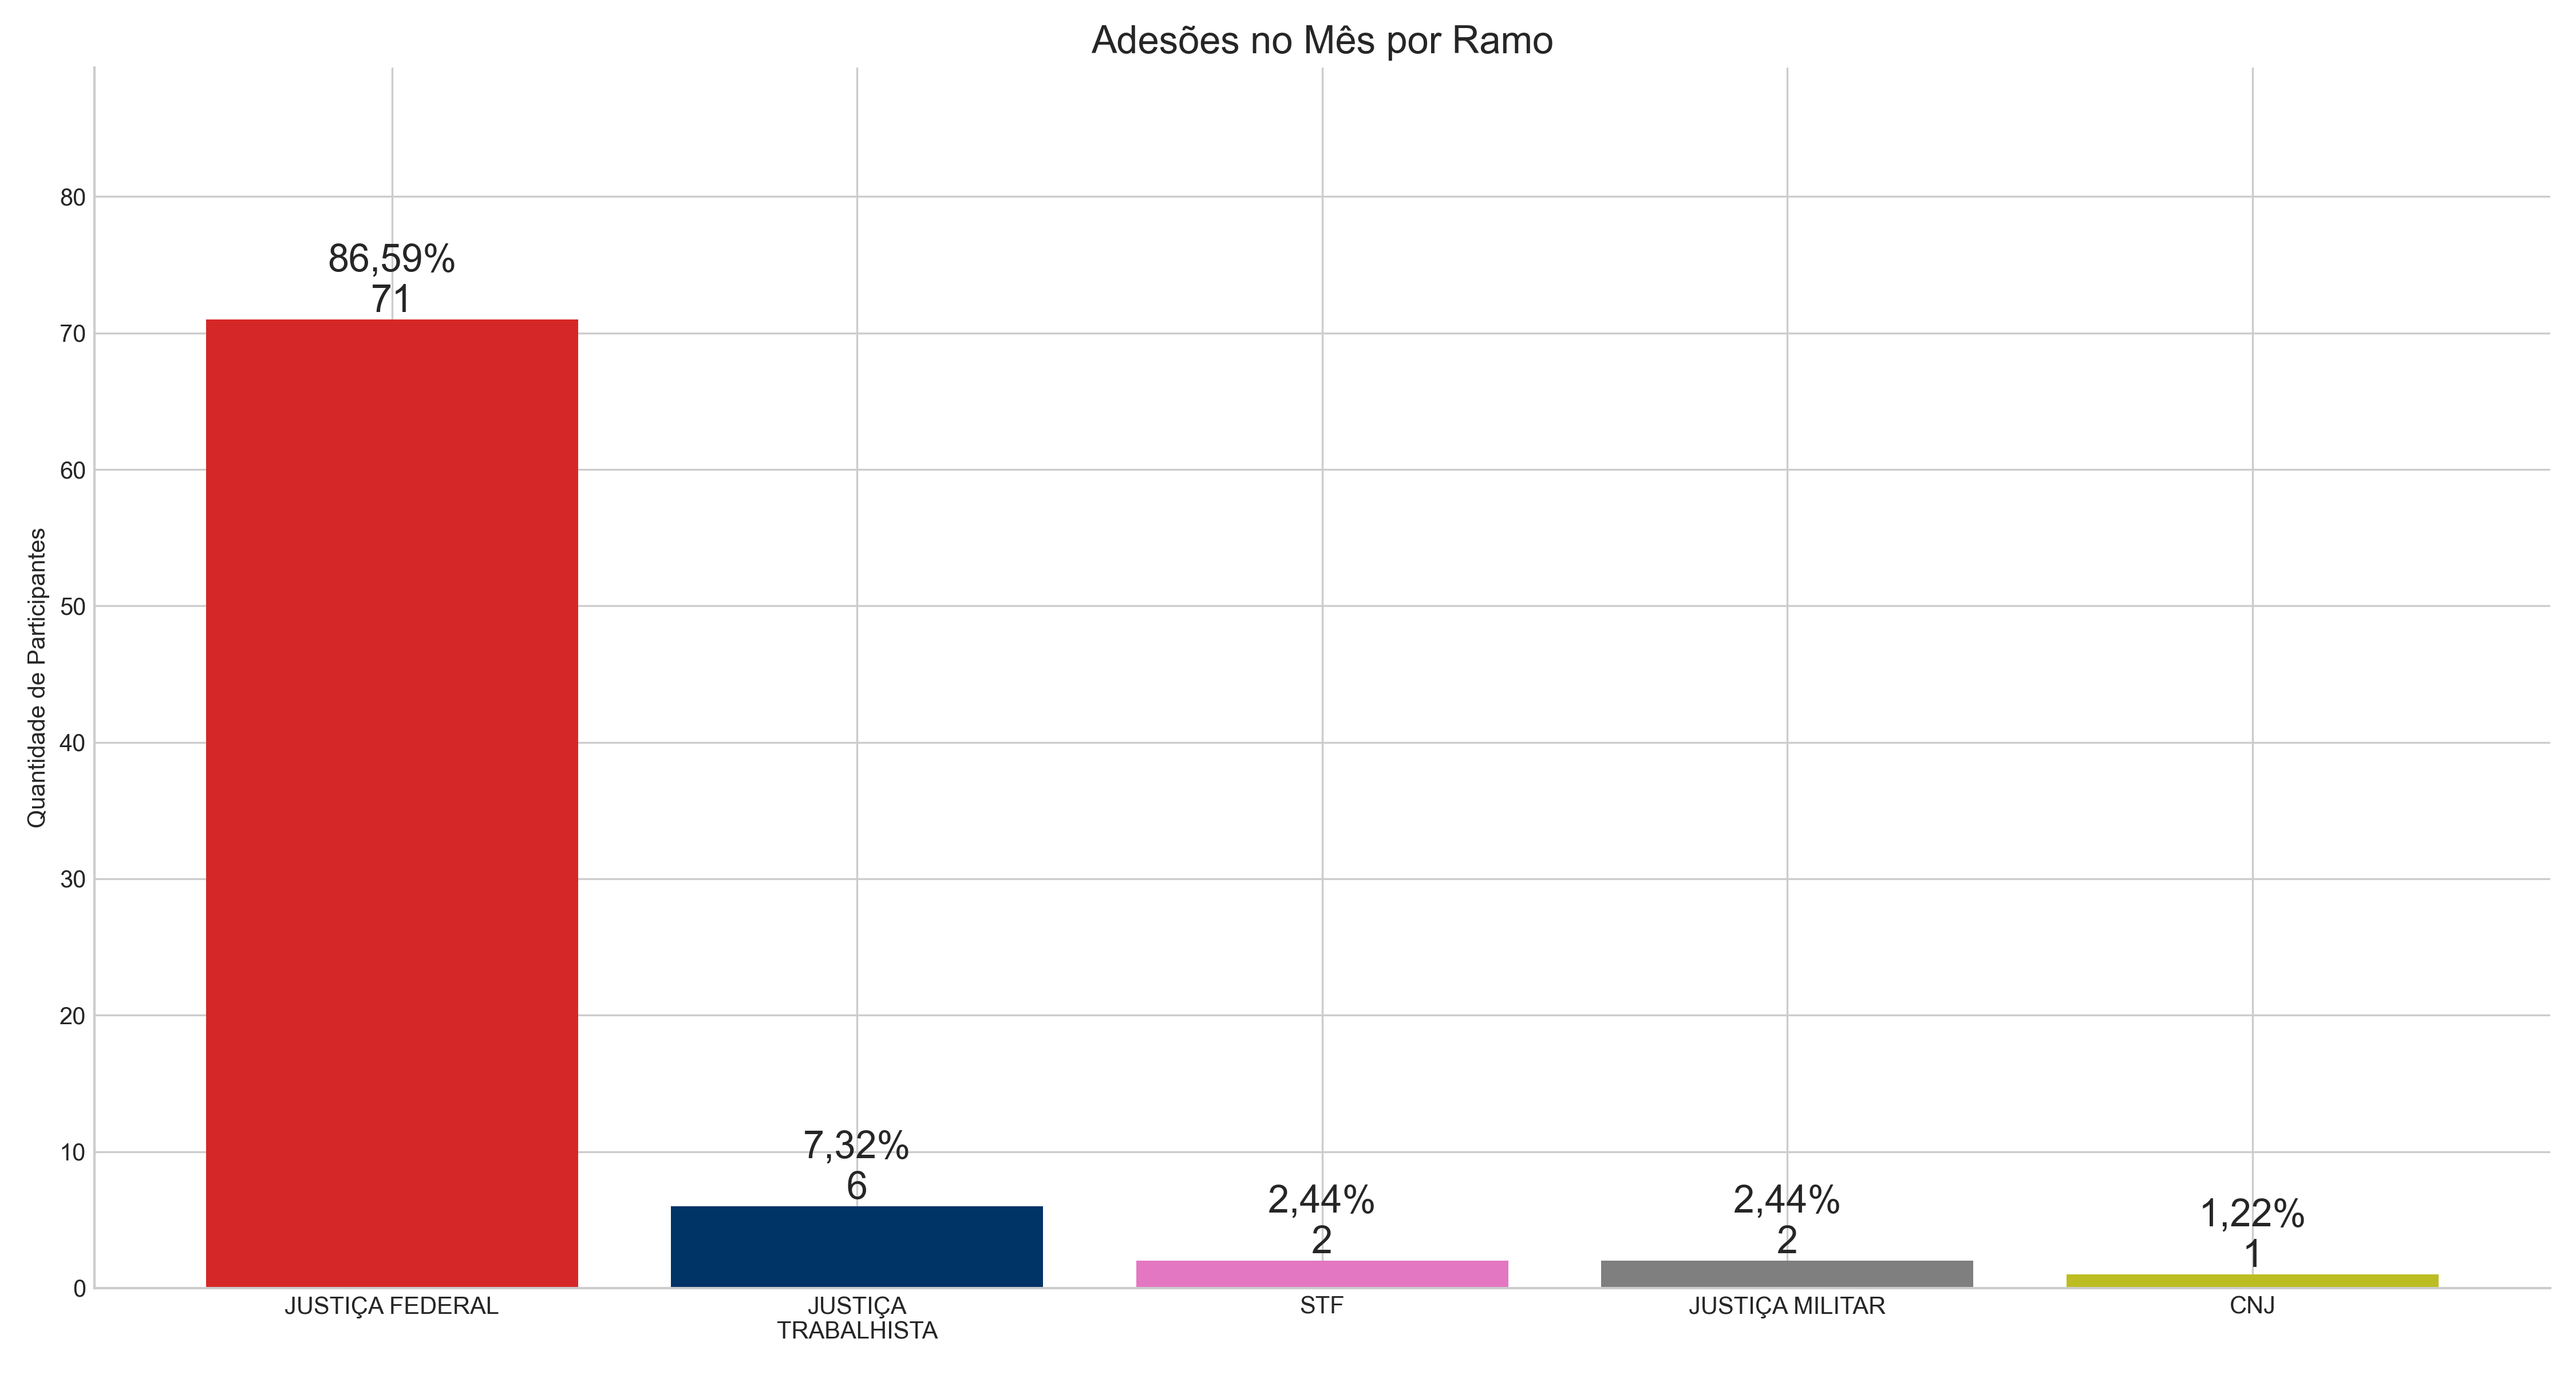 Adesões no Mês por Ramo
Quantidade de Participantes
80
70
60
50
40
30
20
10
0
86,59%
71
7,32%
6
2,44%
2
2,44%
2
1,22%
1
JUSTIÇA FEDERAL
JUSTIÇA
TRABALHISTA
STF
JUSTIÇA MILITAR
CNJ